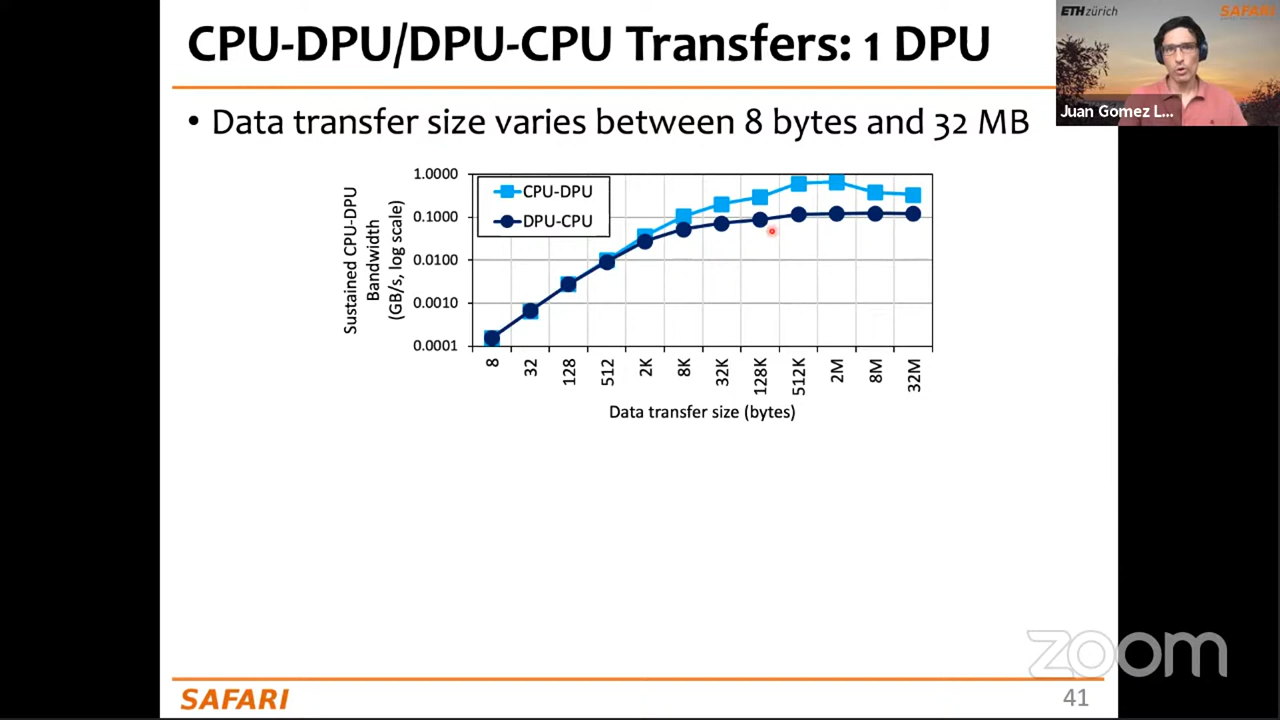 CPU-DPU/DPU-CPU Transfers: 1 DPU
ETH zürich
SAFARI
Juan Gomez L...
• Data transfer size varies between 8 bytes and 32 MB
Sustained CPU-DPU
Bandwidth
(GB/s, log scale)
1.0000
0.1000
0.0100
0.0010
0.0001
CPU-DPU
DPU-CPU
8
32
128
512
2K
8K
32K
128K
512K
2M
8M
32M
Data transfer size (bytes)
zoom
SAFARI
41